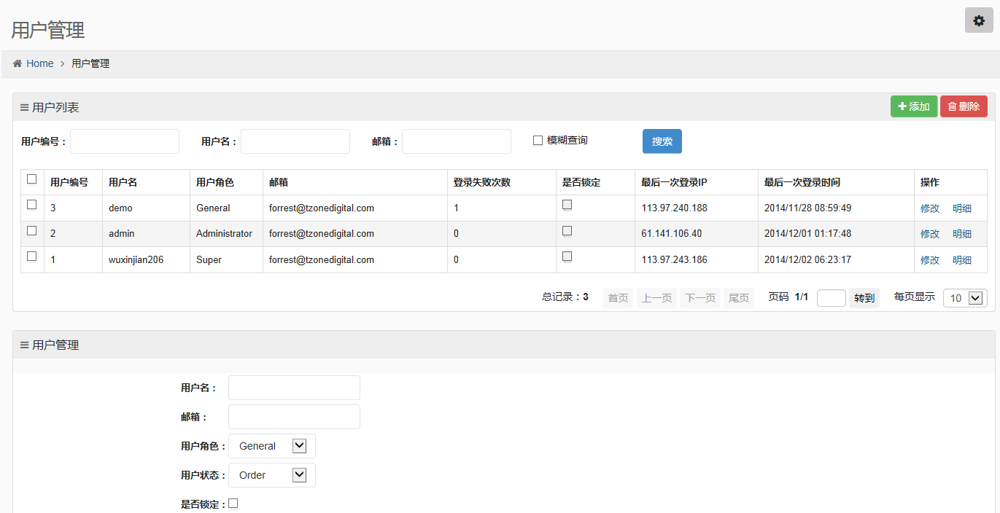 用户管理
Home > 用户管理
用户列表 添加 删除
用户编号： 用户名： 邮箱： 模糊查询 搜索
用户编号 用户名 用户角色 邮箱 登录失败次数 是否锁定 最后一次登录IP 最后一次登录时间 操作
3 demo General forrest@tzonedigital.com 1 113.97.240.188 2014/11/28 08:59:49 修改 明细
2 admin Administrator forrest@tzonedigital.com 0 61.141.106.40 2014/12/01 01:17:48 修改 明细
1 wuxinjian206 Super forrest@tzonedigital.com 0 113.97.243.186 2014/12/02 06:23:17 修改 明细
总记录：3 首页 上一页 下一页 尾页 页码 1/1 转到 每页显示 10
用户管理
用户名：
邮箱：
用户角色： General
用户状态： Order
是否锁定：